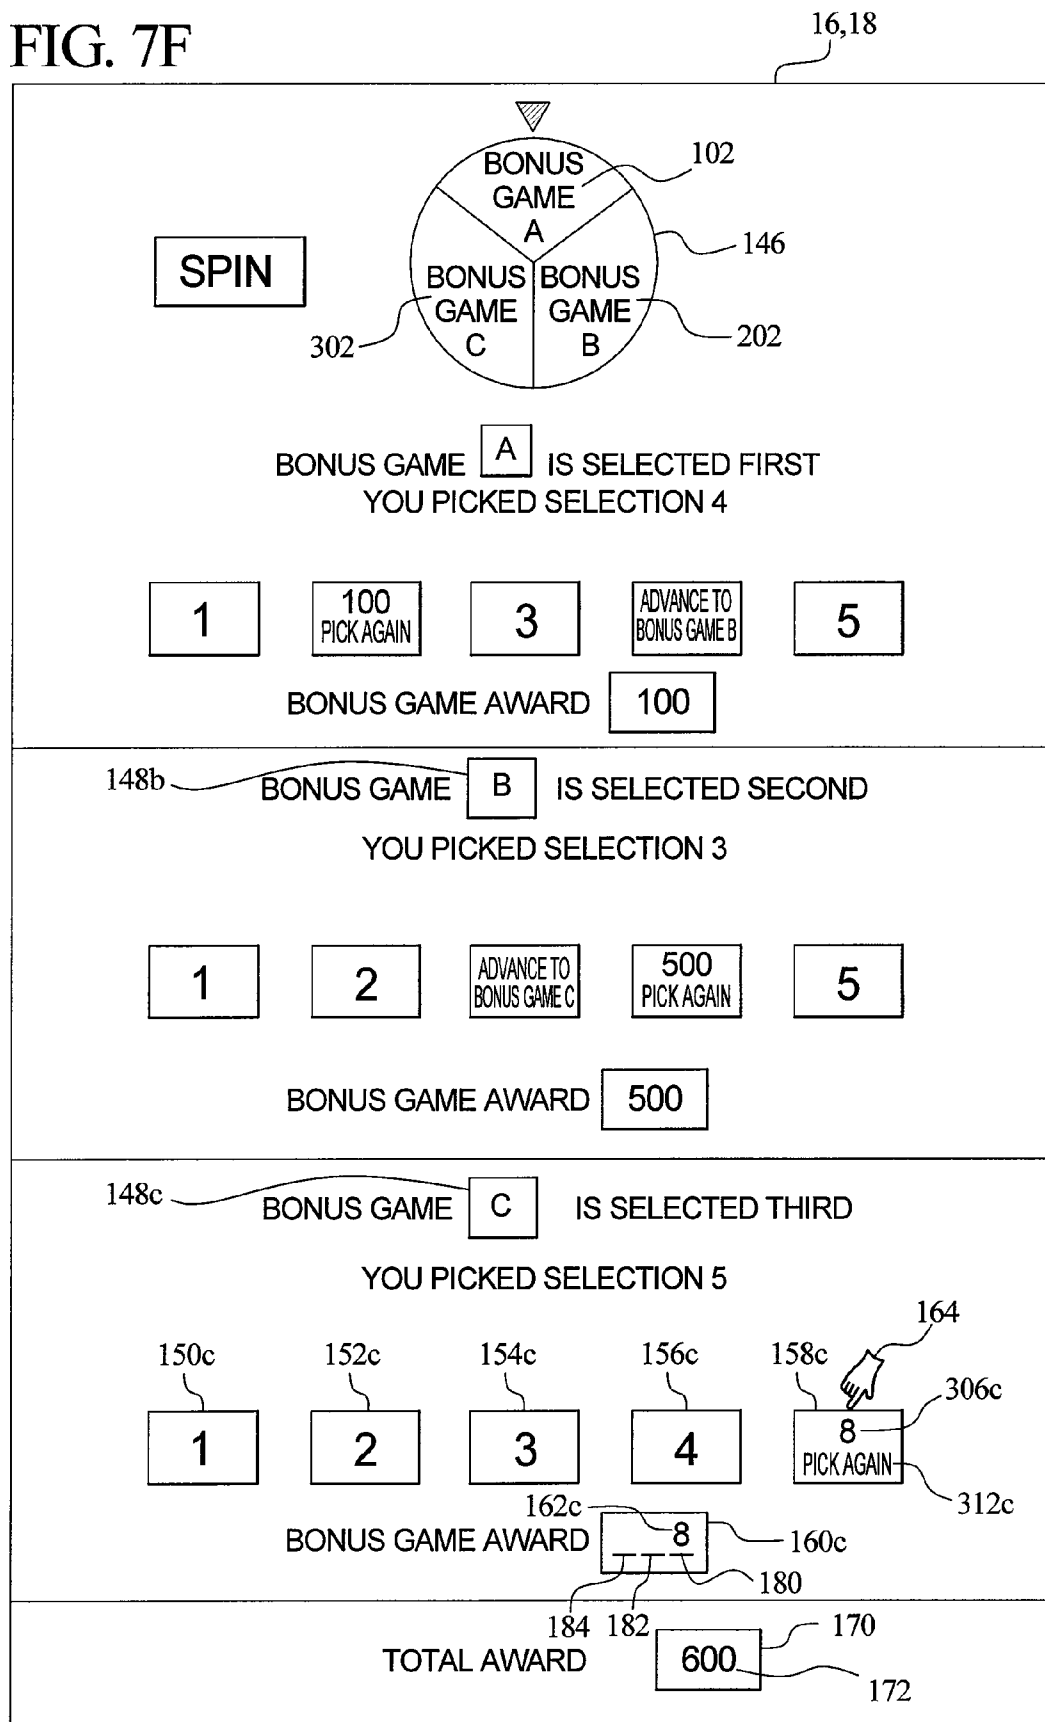 FIG. 7F
16,18
BONUS
GAME
A
102
146
SPIN
BONUS
GAME
C
BONUS
GAME
B
302
202
BONUS GAME A IS SELECTED FIRST
YOU PICKED SELECTION 4
1
100
PICK AGAIN
3
ADVANCE TO
BONUS GAME B
5
BONUS GAME AWARD 100
148b
BONUS GAME B IS SELECTED SECOND
YOU PICKED SELECTION 3
1
2
ADVANCE TO
BONUS GAME C
500
PICK AGAIN
5
BONUS GAME AWARD 500
148c
BONUS GAME C IS SELECTED THIRD
YOU PICKED SELECTION 5
164
150c 152c 154c 156c 158c
306c
1
2
3
4
8
PICK AGAIN
312c
162c
BONUS GAME AWARD 8
160c
180
184 182
TOTAL AWARD 600
170
172